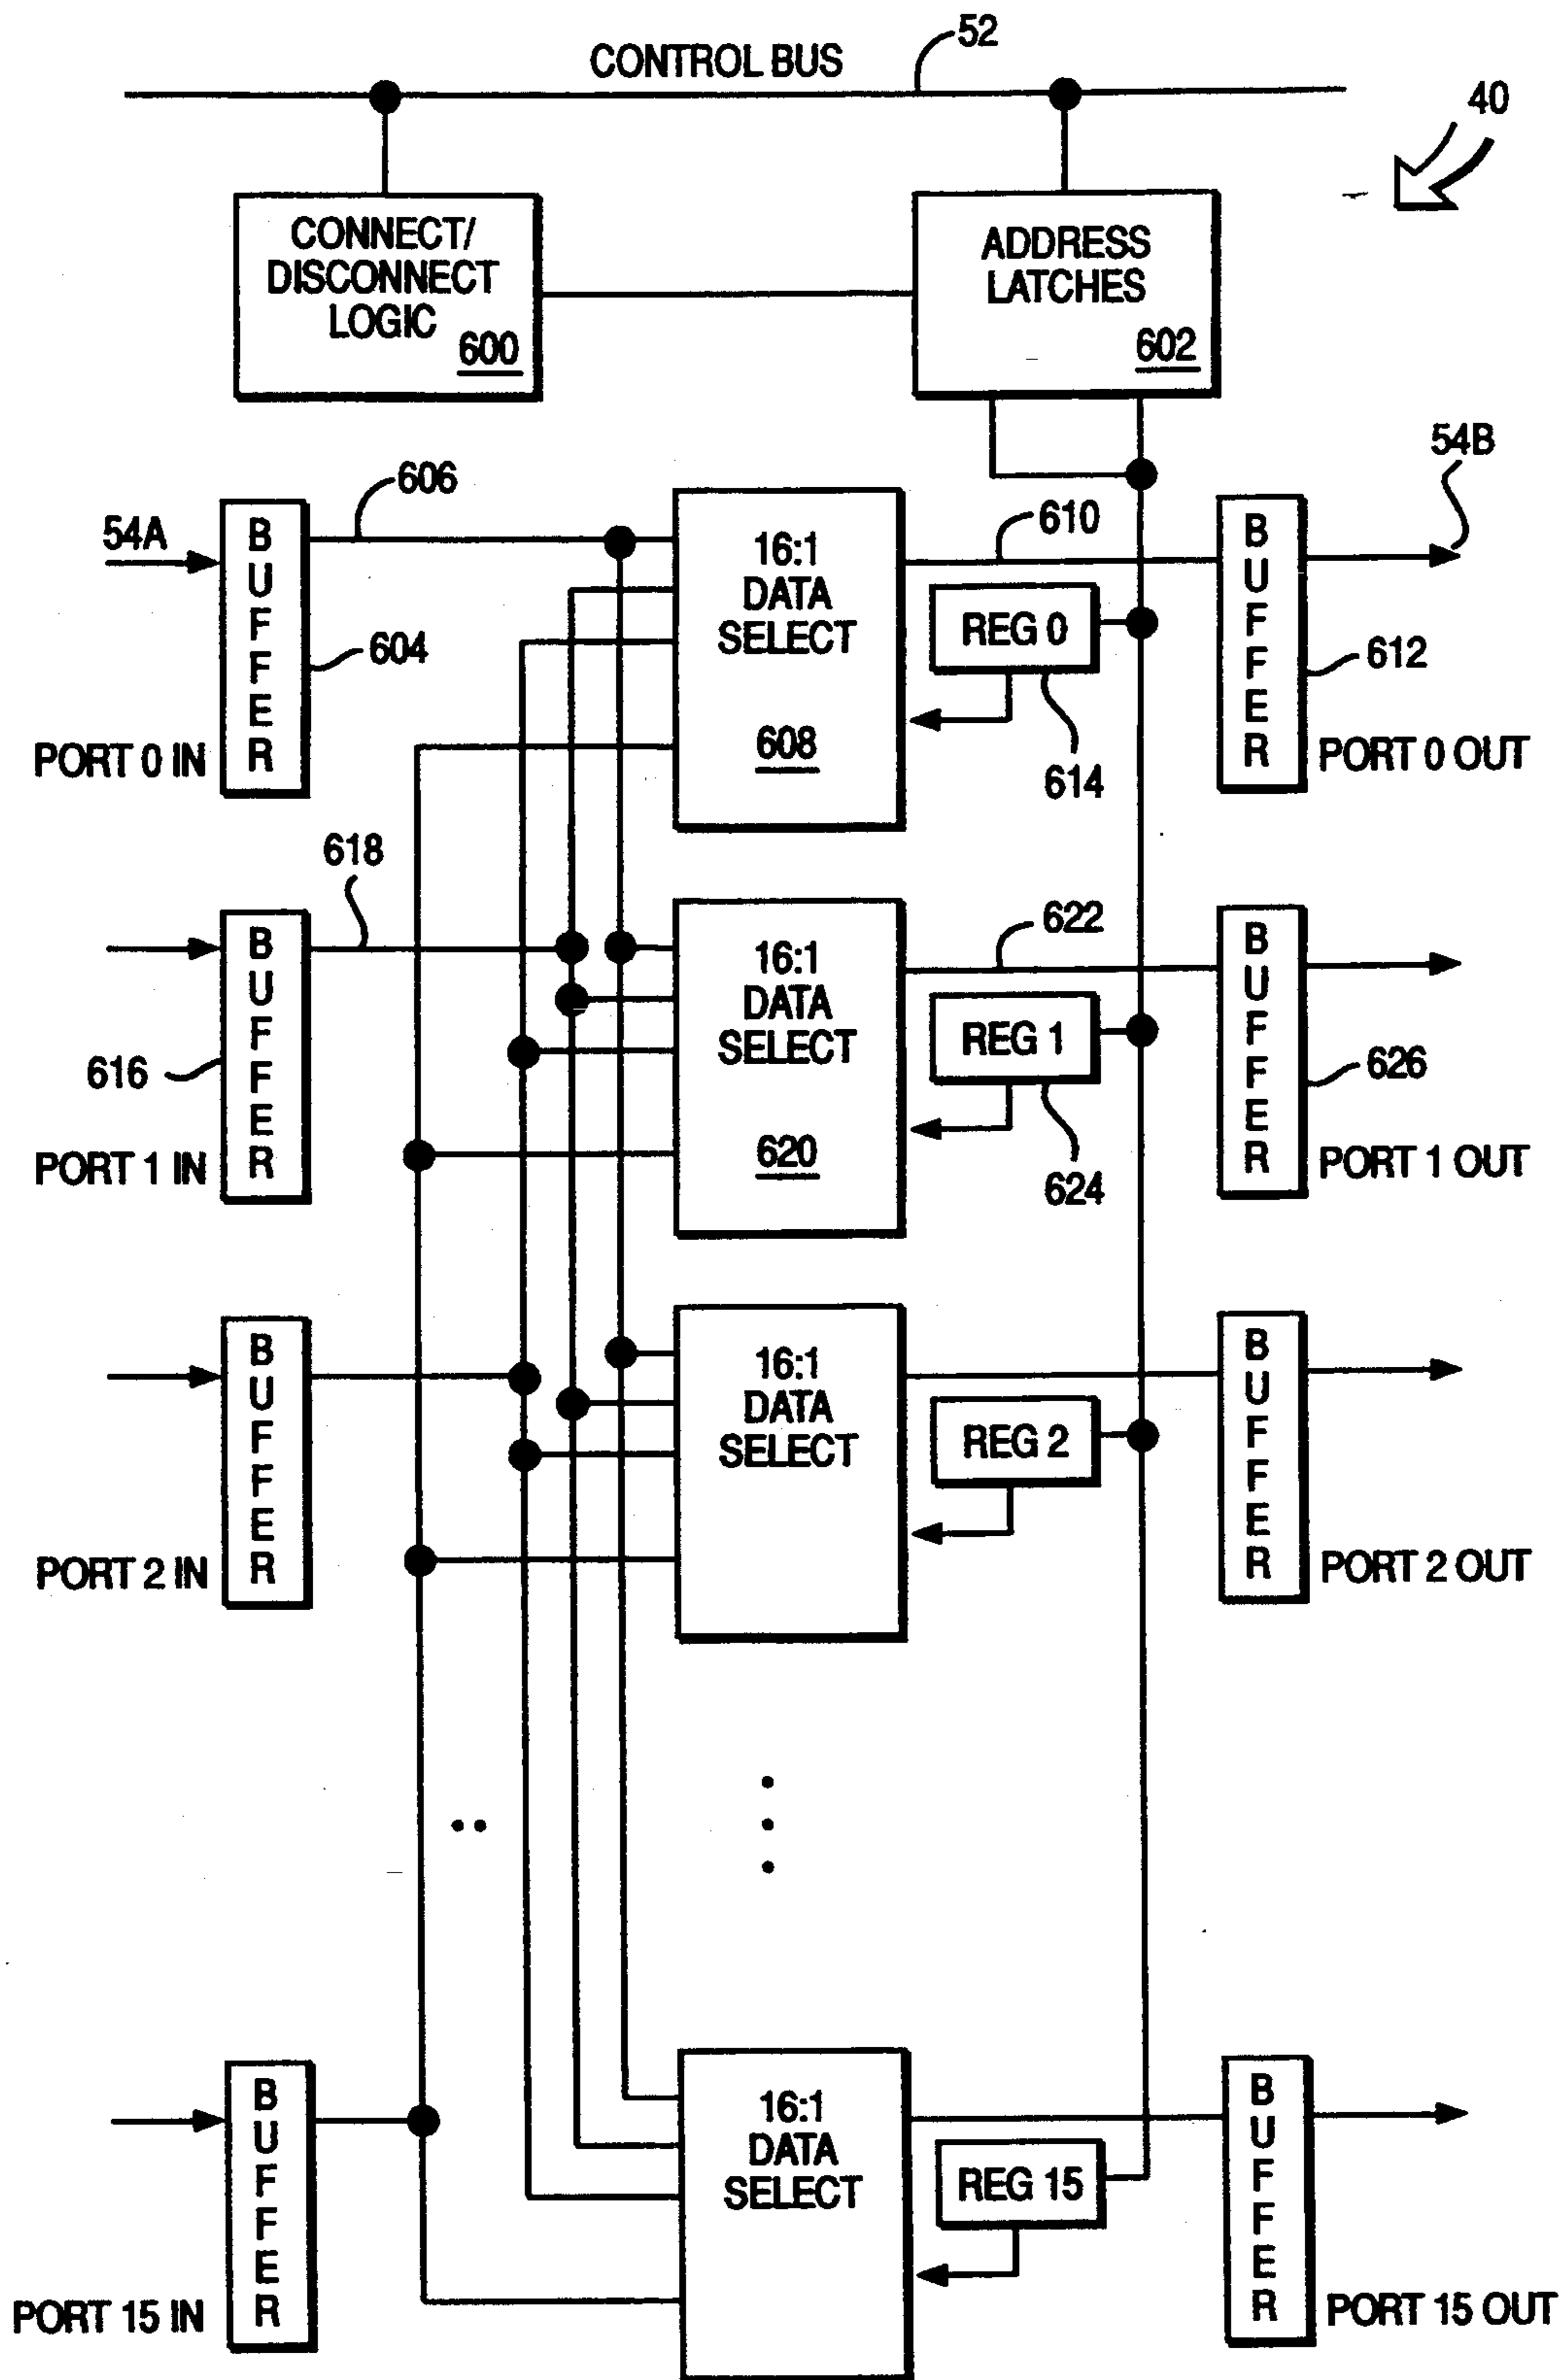 CONTROL BUS
52
40
CONNECT/
DISCONNECT
LOGIC
600
ADDRESS
LATCHES
602
54A
BUFFER
604
PORT 0 IN
606
16:1
DATA
SELECT
608
610
REG 0
614
54B
BUFFER
612
PORT 0 OUT
618
BUFFER
616
PORT 1 IN
16:1
DATA
SELECT
620
622
REG 1
624
BUFFER
626
PORT 1 OUT
BUFFER
PORT 2 IN
16:1
DATA
SELECT
REG 2
BUFFER
PORT 2 OUT
BUFFER
PORT 15 IN
16:1
DATA
SELECT
REG 15
BUFFER
PORT 15 OUT